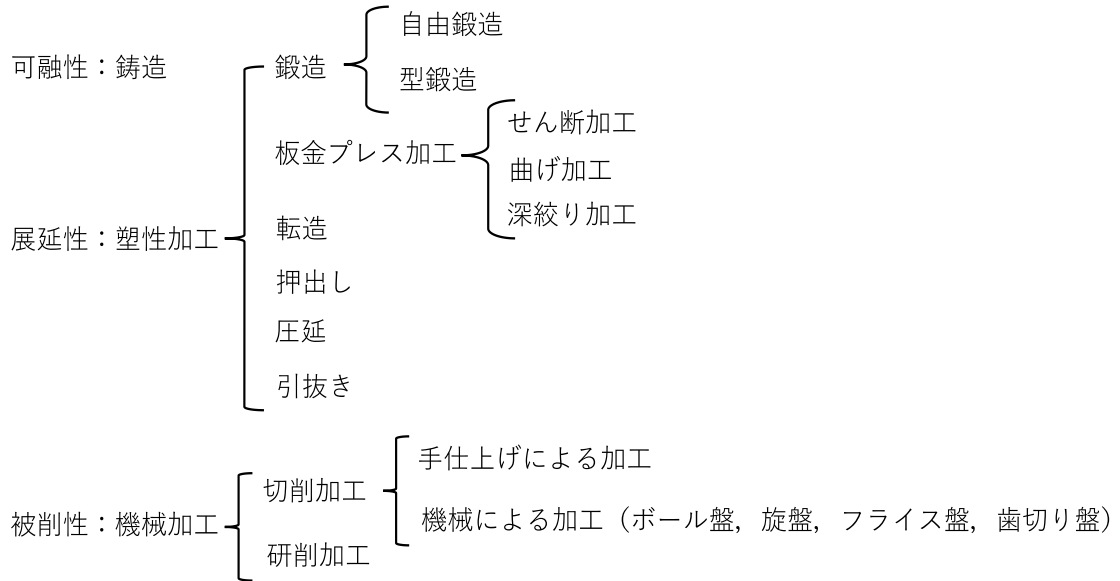 可融性：鋳造
展延性：塑性加工
鍛造
自由鍛造
型鍛造
板金プレス加工
せん断加工
曲げ加工
深絞り加工
転造
押出し
圧延
引抜き
被削性：機械加工
切削加工
手仕上げによる加工
機械による加工（ボール盤，旋盤，フライス盤，歯切り盤）
研削加工